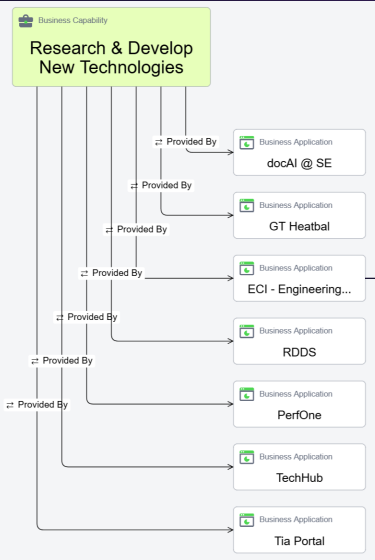 Business Capability
Research & Develop
New Technologies
Provided By
Business Application
docAI @ SE
Provided By
Business Application
GT Heatbal
Provided By
Provided By
Business Application
ECI - Engineering...
Provided By
Business Application
RDDS
Provided By
Provided By
Business Application
PerfOne
Business Application
TechHub
Business Application
Tia Portal